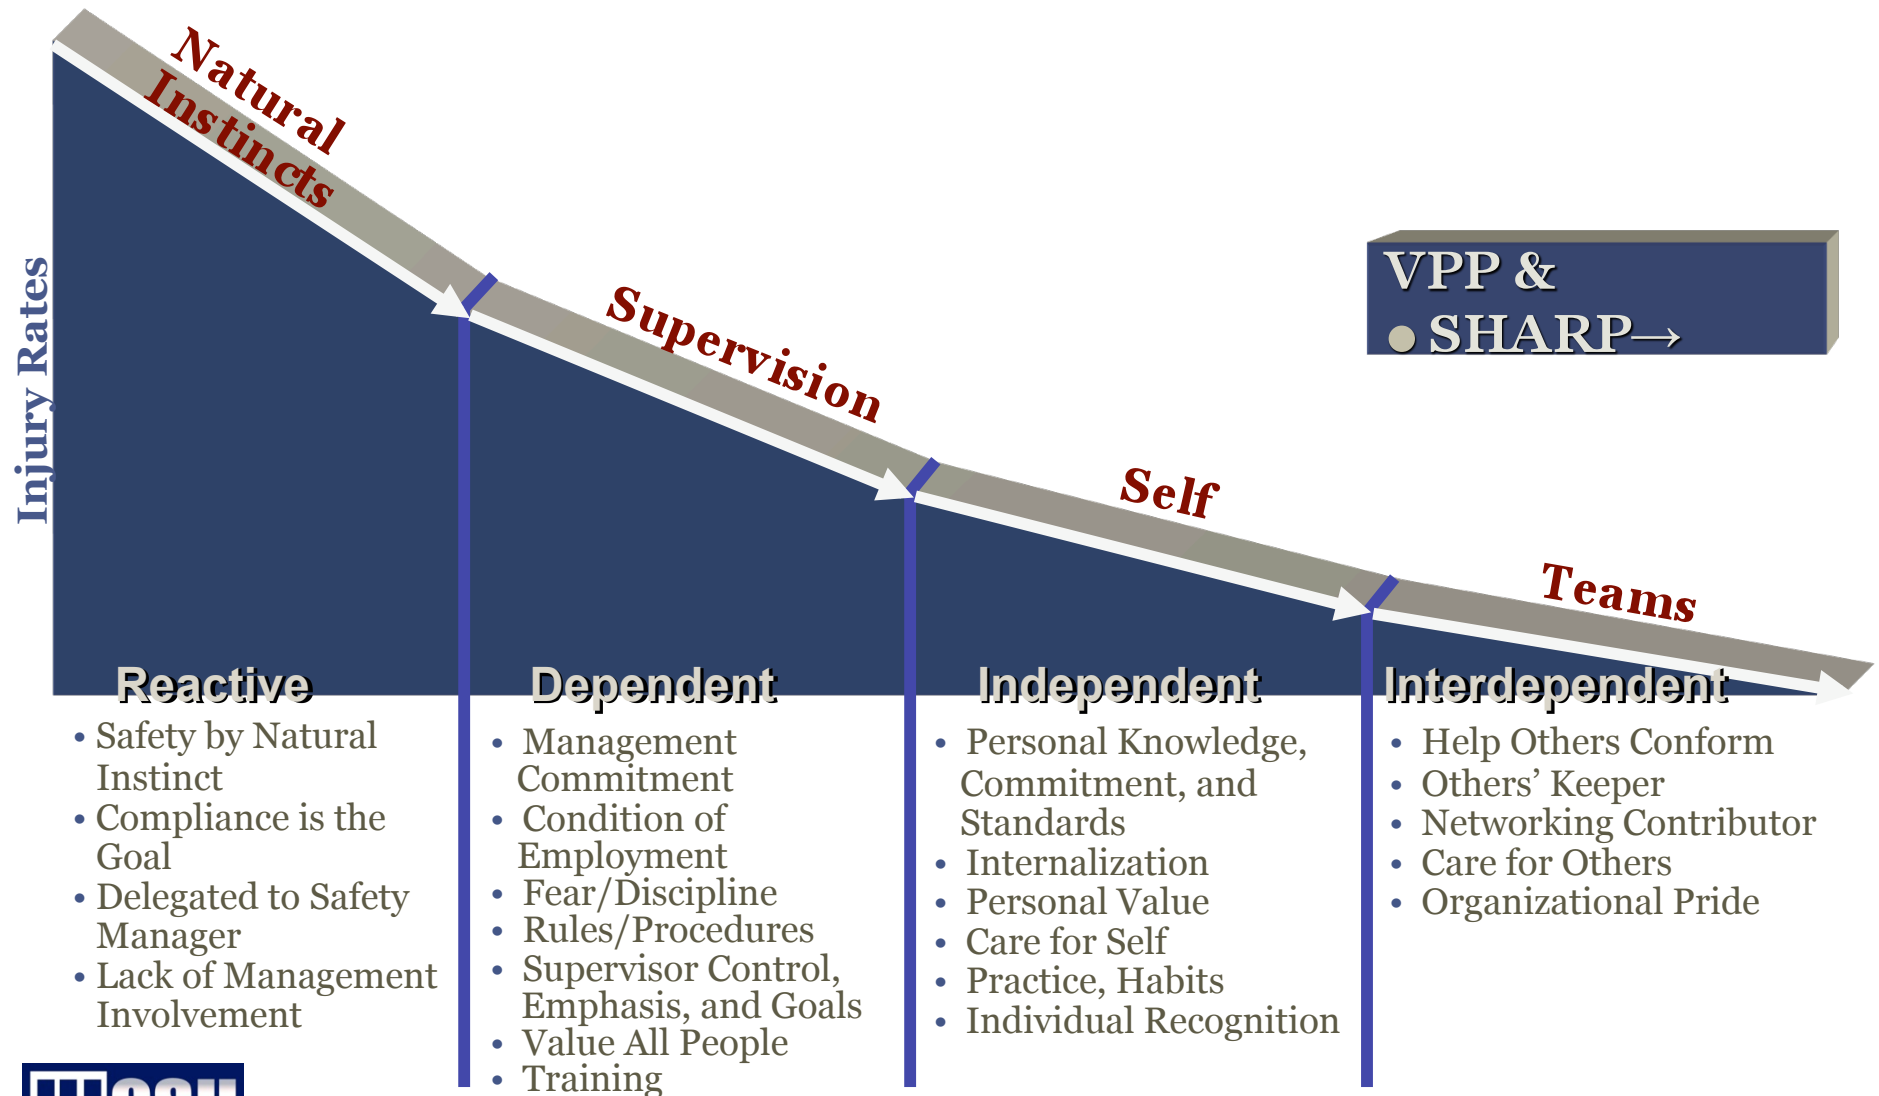 Natural
Instincts
Supervision
Self
Teams
Injury Rates
VPP &
● SHARP→
Reactive
• Safety by Natural
Instinct
• Compliance is the
Goal
• Delegated to Safety
Manager
• Lack of Management
Involvement
Dependent
• Management
Commitment
• Condition of
Employment
• Fear/Discipline
• Rules/Procedures
• Supervisor Control,
Emphasis, and Goals
• Value All People
• Training
Independent
• Personal Knowledge,
Commitment, and
Standards
• Internalization
• Personal Value
• Care for Self
• Practice, Habits
• Individual Recognition
Interdependent
• Help Others Conform
• Others’ Keeper
• Networking Contributor
• Care for Others
• Organizational Pride